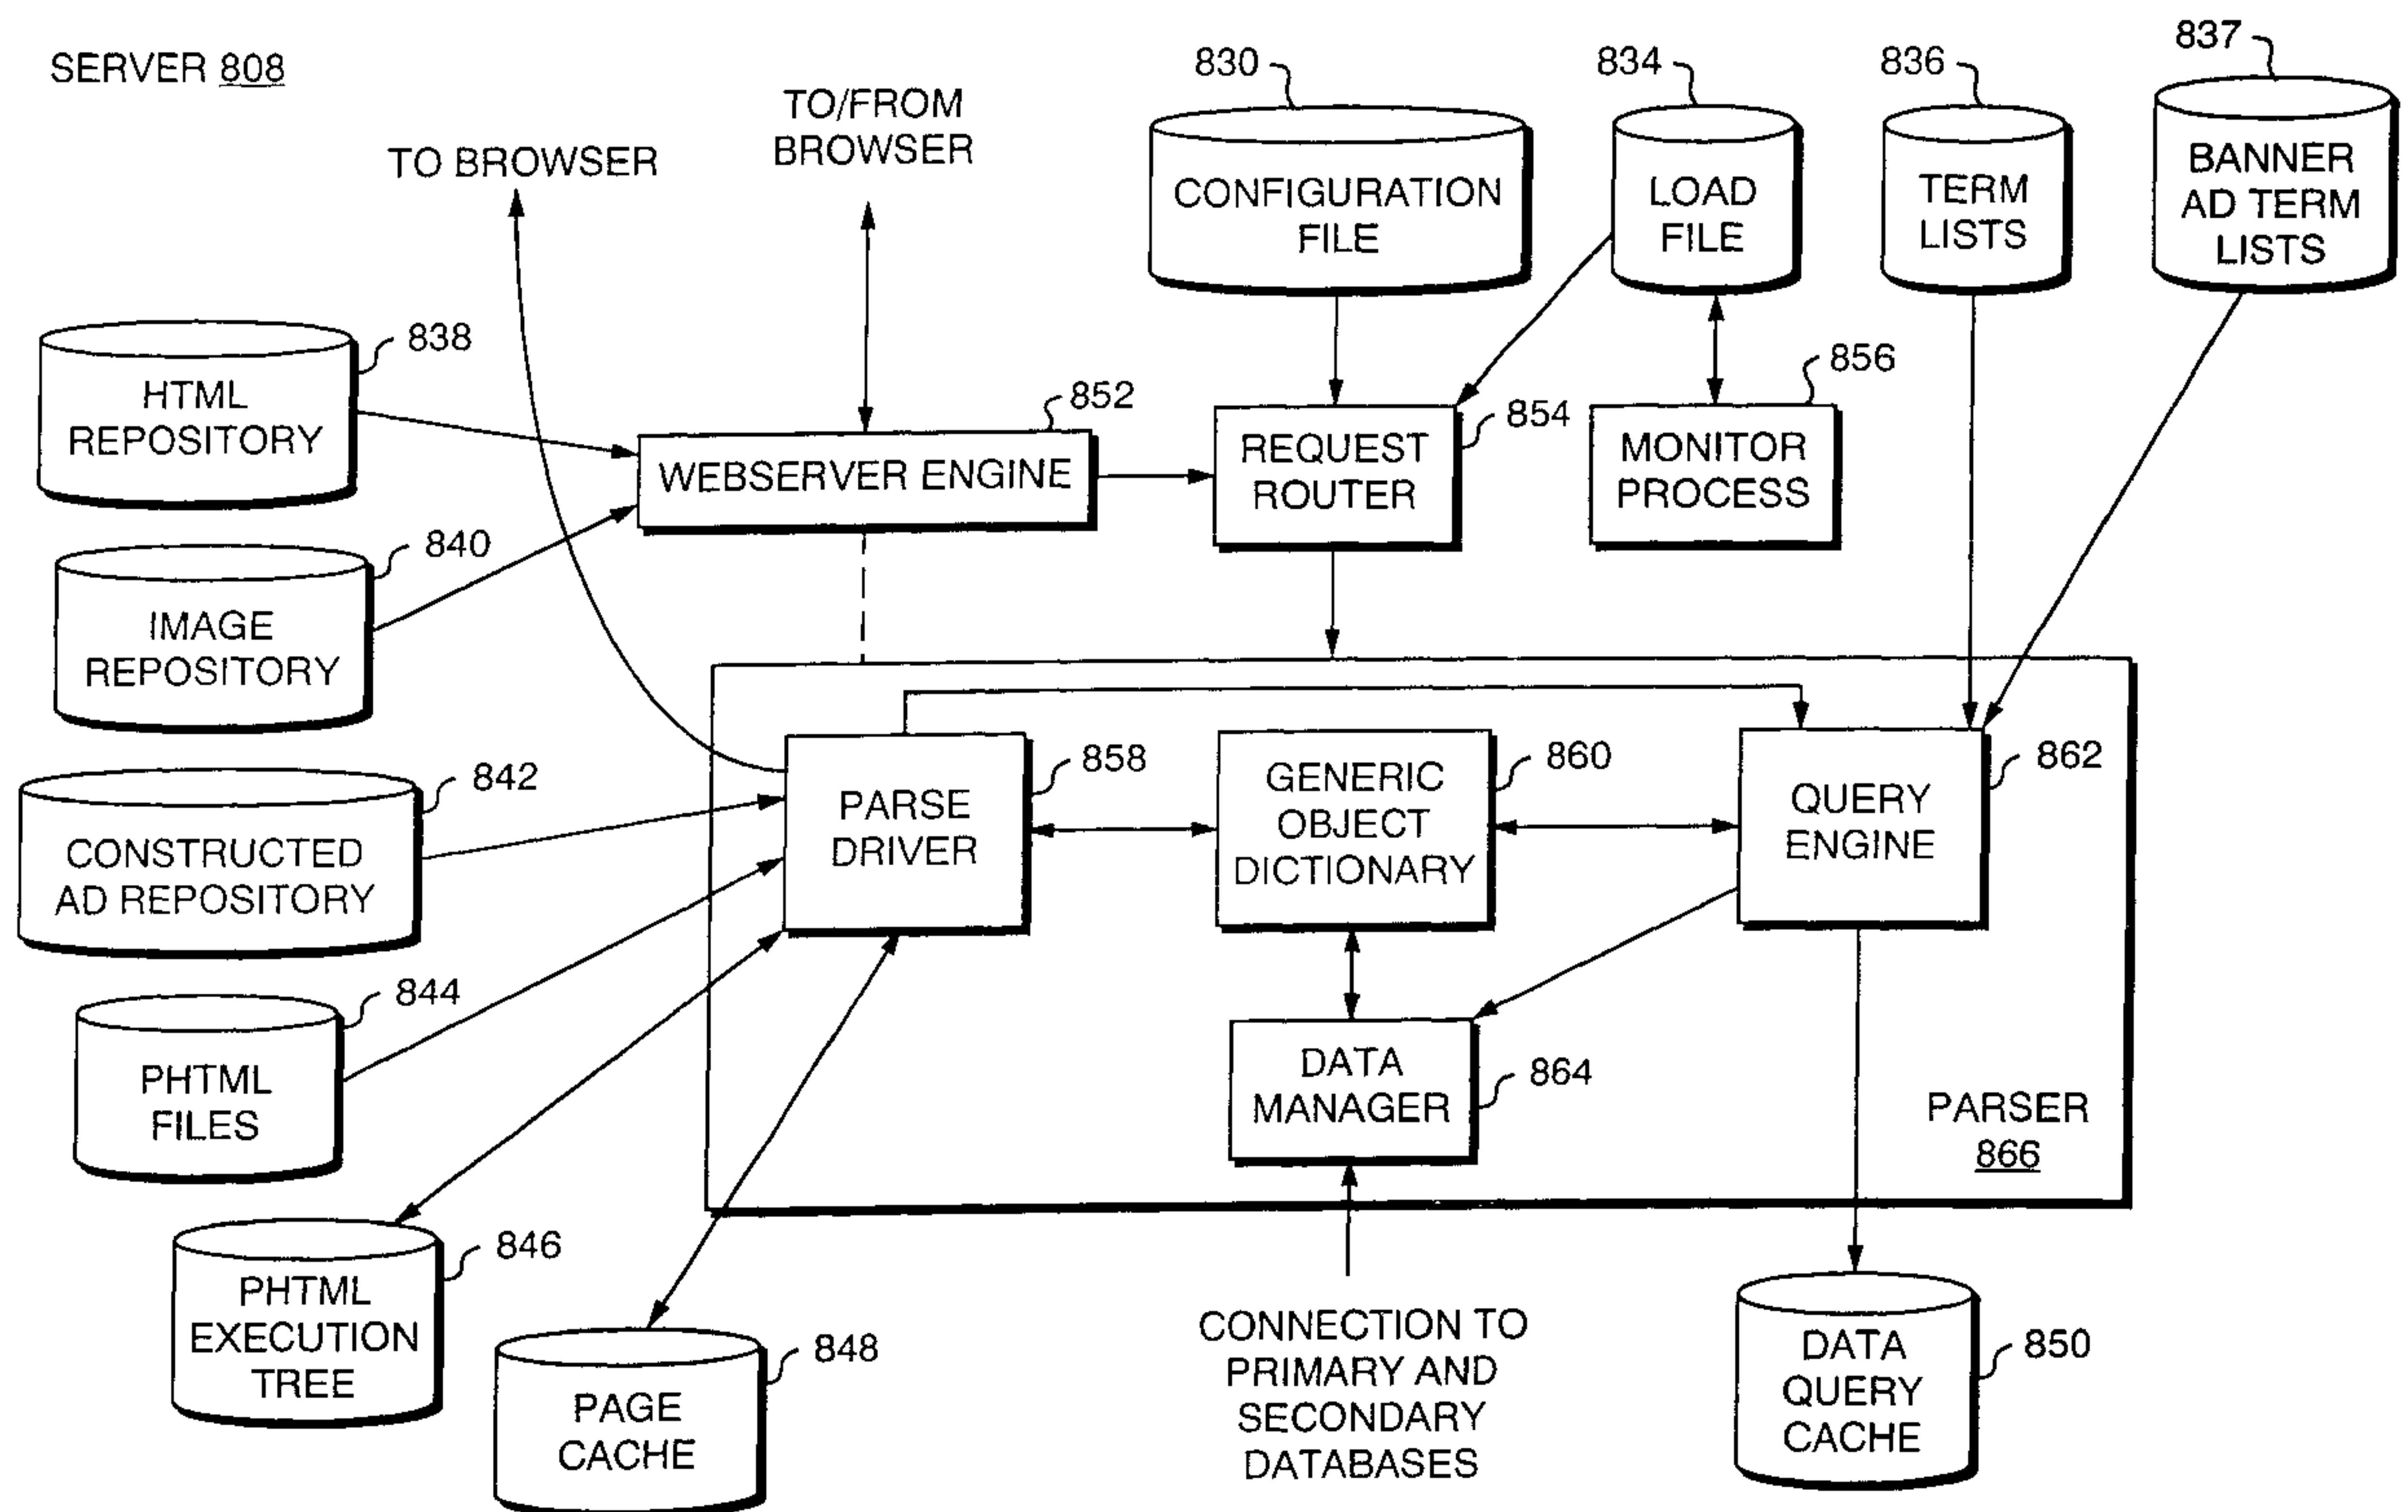 SERVER 808
TO BROWSER
TO/FROM
BROWSER
830
CONFIGURATION
FILE
834
LOAD
FILE
836
TERM
LISTS
837
BANNER
AD TERM
LISTS
838
HTML
REPOSITORY
852
WEBSERVER ENGINE
854
REQUEST
ROUTER
856
MONITOR
PROCESS
840
IMAGE
REPOSITORY
842
CONSTRUCTED
AD REPOSITORY
858
PARSE
DRIVER
860
GENERIC
OBJECT
DICTIONARY
862
QUERY
ENGINE
844
PHTML
FILES
864
DATA
MANAGER
PARSER
866
846
PHTML
EXECUTION
TREE
848
PAGE
CACHE
CONNECTION TO
PRIMARY AND
SECONDARY
DATABASES
850
DATA
QUERY
CACHE